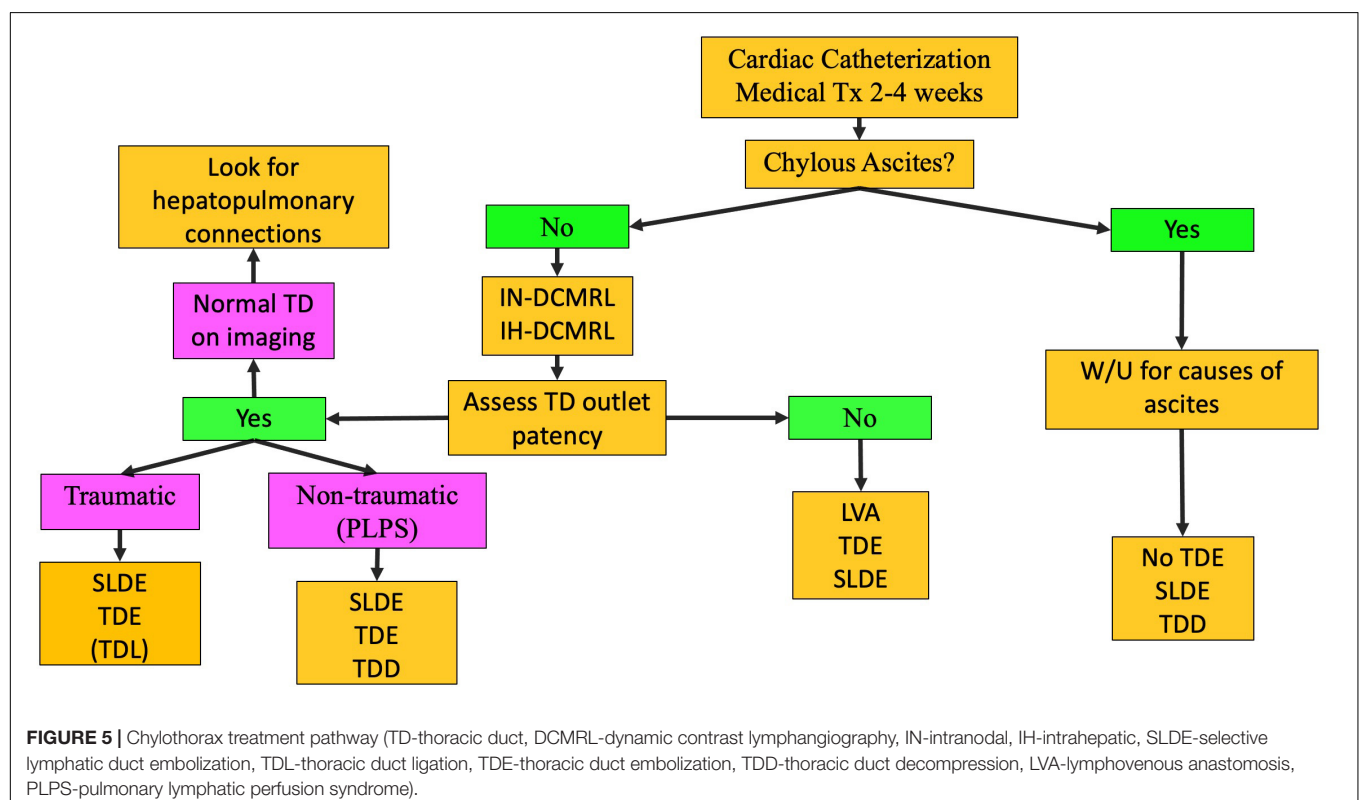 Cardiac Catheterization
Medical Tx 2-4 weeks
Chylous Ascites?
Look for
hepatopulmonary
connections
No
Yes
Normal TD
on imaging
IN-DCMRL
IH-DCMRL
W/U for causes of
ascites
Yes
Assess TD outlet
patency
No
Traumatic
Non-traumatic
(PLPS)
LVA
TDE
SLDE
No TDE
SLDE
TDD
SLDE
TDE
(TDL)
SLDE
TDE
TDD
FIGURE 5 | Chylothorax treatment pathway (TD-thoracic duct, DCMRL-dynamic contrast lymphangiography, IN-intranodal, IH-intrahepatic, SLDE-selective
lymphatic duct embolization, TDL-thoracic duct ligation, TDE-thoracic duct embolization, TDD-thoracic duct decompression, LVA-lymphovenous anastomosis,
PLPS-pulmonary lymphatic perfusion syndrome).